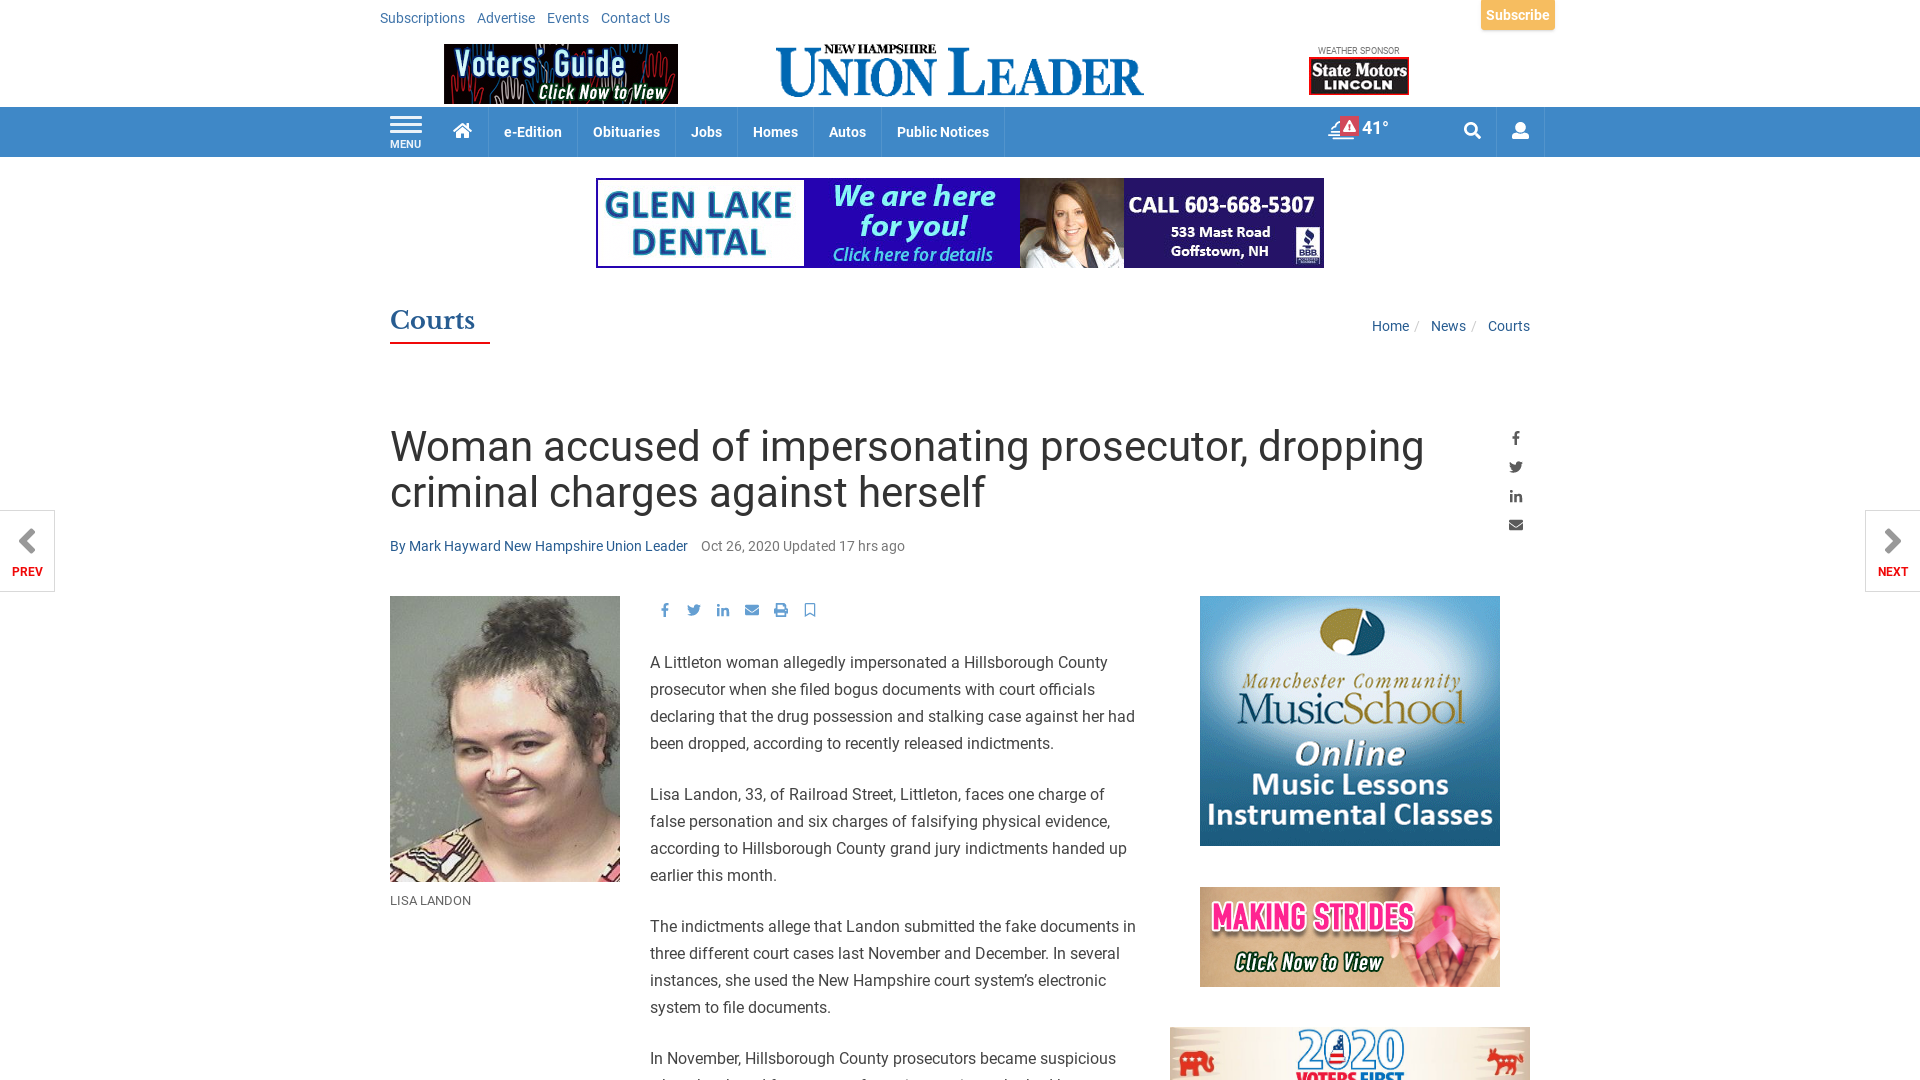 Subscriptions Advertise Events Contact Us
Subscribe
Voters' Guide
Click Now to View
NEW HAMPSHIRE
UNION LEADER
WEATHER SPONSOR
State Motors
LINCOLN
MENU
e-Edition Obituaries Jobs Homes Autos Public Notices
41°
GLEN LAKE
DENTAL
We are here
for you!
Click here for details
CALL 603-668-5307
533 Mast Road
Goffstown, NH
BBB
Courts
Home / News / Courts
Woman accused of impersonating prosecutor, dropping
criminal charges against herself
By Mark Hayward New Hampshire Union Leader Oct 26, 2020 Updated 17 hrs ago
PREV
NEXT
LISA LANDON
A Littleton woman allegedly impersonated a Hillsborough County
prosecutor when she filed bogus documents with court officials
declaring that the drug possession and stalking case against her had
been dropped, according to recently released indictments.
Lisa Landon, 33, of Railroad Street, Littleton, faces one charge of
false personation and six charges of falsifying physical evidence,
according to Hillsborough County grand jury indictments handed up
earlier this month.
The indictments allege that Landon submitted the fake documents in
three different court cases last November and December. In several
instances, she used the New Hampshire court system’s electronic
system to file documents.
In November, Hillsborough County prosecutors became suspicious
Manchester Community
MusicSchool
Online
Music Lessons
Instrumental Classes
MAKING STRIDES
Click Now to View
2020
VOTERS FIRST